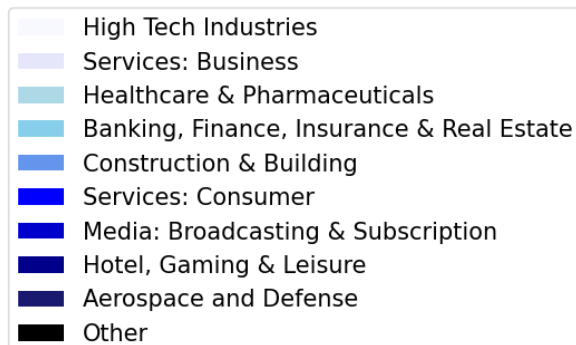 High Tech Industries
Services: Business
Healthcare & Pharmaceuticals
Banking, Finance, Insurance & Real Estate
Construction & Building
Services: Consumer
Media: Broadcasting & Subscription
Hotel, Gaming & Leisure
Aerospace and Defense
Other